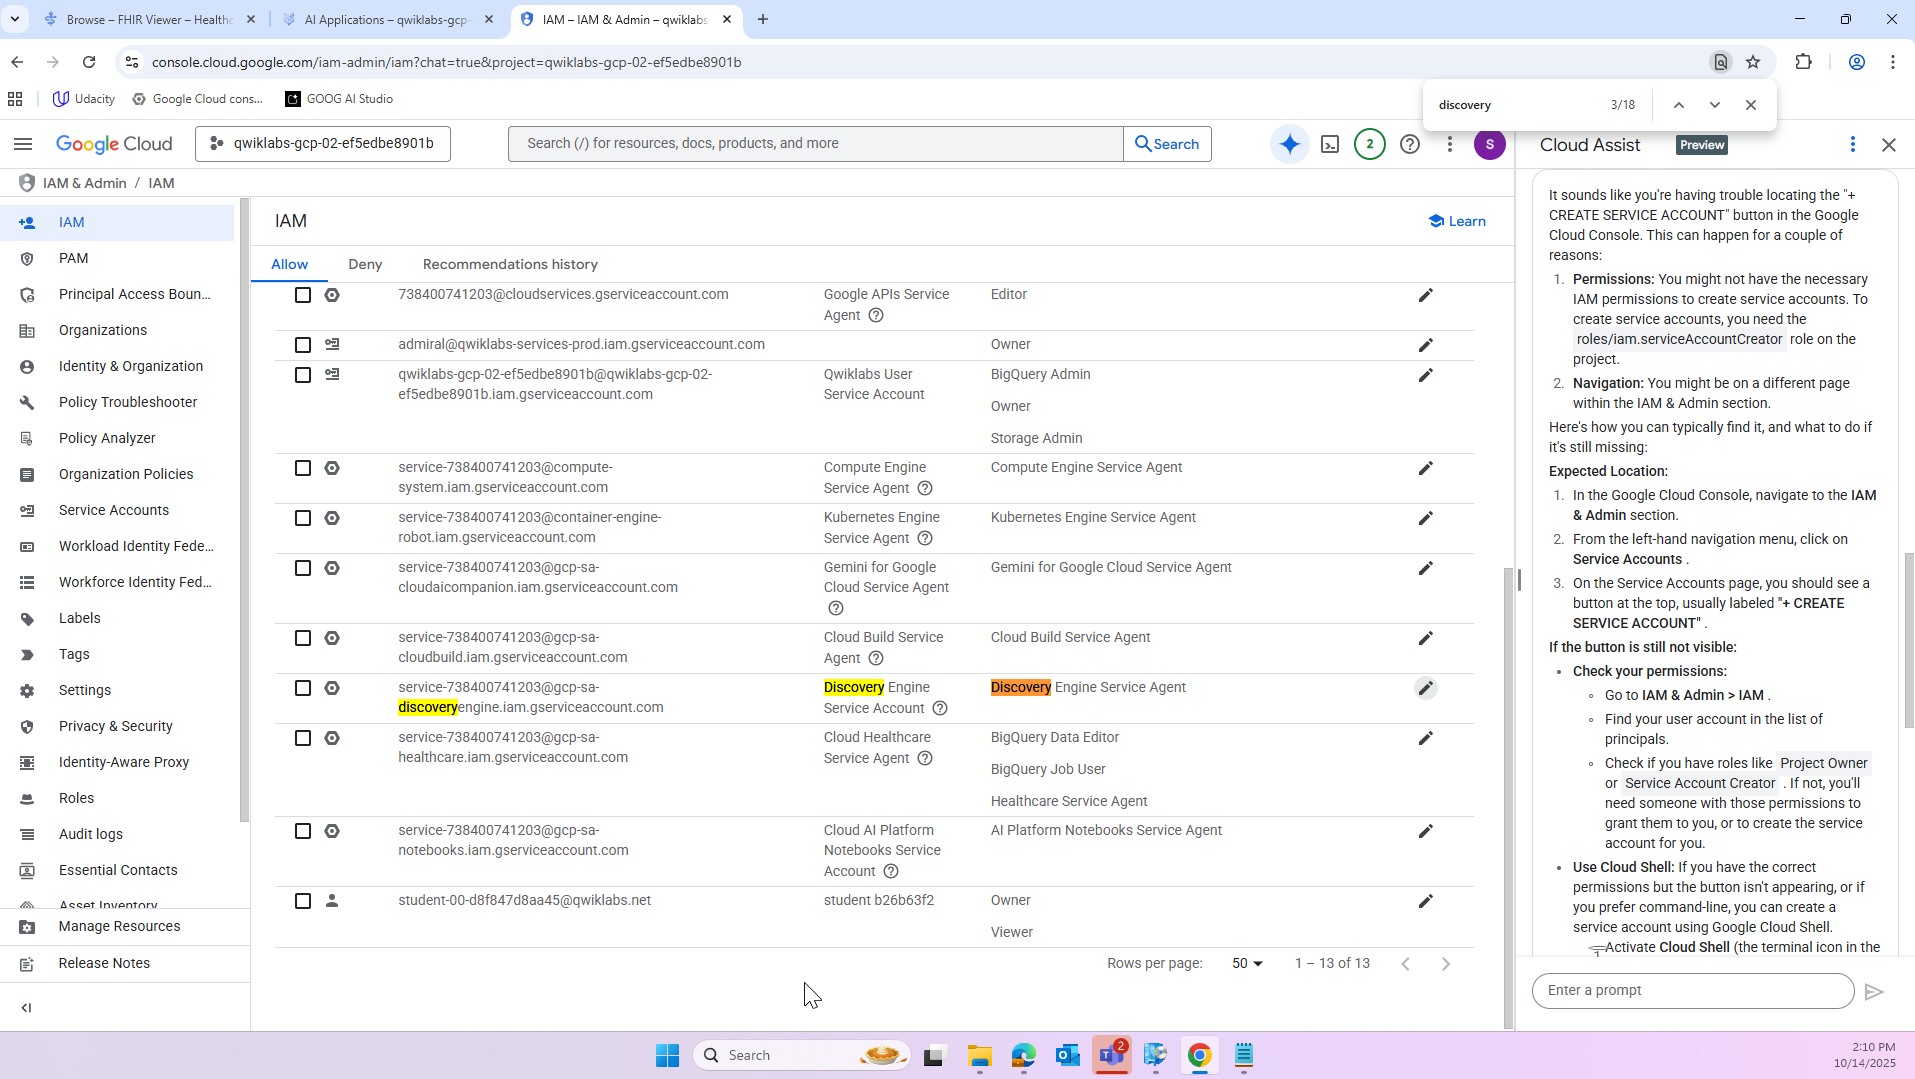 Browse – FHIR Viewer – Healthc
AI Applications – qwiklabs-gcp-
IAM – IAM & Admin – qwiklabs
console.cloud.google.com/iam-admin/iam?chat=true&project=qwiklabs-gcp-02-ef5edbe8901b
Udacity
Google Cloud cons...
GOOG AI Studio
discovery
3/18
Google Cloud
qwiklabs-gcp-02-ef5edbe8901b
Search (/) for resources, docs, products, and more
Search
2
S
IAM & Admin / IAM
IAM
PAM
Principal Access Boun...
Organizations
Identity & Organization
Policy Troubleshooter
Policy Analyzer
Organization Policies
Service Accounts
Workload Identity Fede...
Workforce Identity Fed...
Labels
Tags
Settings
Privacy & Security
Identity-Aware Proxy
Roles
Audit logs
Essential Contacts
Asset Inventory
Manage Resources
Release Notes
IAM
Learn
Allow
Deny
Recommendations history
738400741203@cloudservices.gserviceaccount.com
Google APIs Service
Agent
Editor
admiral@qwiklabs-services-prod.iam.gserviceaccount.com
Owner
qwiklabs-gcp-02-ef5edbe8901b@qwiklabs-gcp-02-
ef5edbe8901b.iam.gserviceaccount.com
Qwiklabs User
Service Account
BigQuery Admin
Owner
Storage Admin
service-738400741203@compute-
system.iam.gserviceaccount.com
Compute Engine
Service Agent
Compute Engine Service Agent
service-738400741203@container-engine-
robot.iam.gserviceaccount.com
Kubernetes Engine
Service Agent
Kubernetes Engine Service Agent
service-738400741203@gcp-sa-
cloudaicompanion.iam.gserviceaccount.com
Gemini for Google
Cloud Service Agent
Gemini for Google Cloud Service Agent
service-738400741203@gcp-sa-
cloudbuild.iam.gserviceaccount.com
Cloud Build Service
Agent
Cloud Build Service Agent
service-738400741203@gcp-sa-
discoveryengine.iam.gserviceaccount.com
Discovery Engine
Service Account
Discovery Engine Service Agent
service-738400741203@gcp-sa-
healthcare.iam.gserviceaccount.com
Cloud Healthcare
Service Agent
BigQuery Data Editor
BigQuery Job User
Healthcare Service Agent
service-738400741203@gcp-sa-
notebooks.iam.gserviceaccount.com
Cloud AI Platform
Notebooks Service
Account
AI Platform Notebooks Service Agent
student-00-d8f847d8aa45@qwiklabs.net
student b26b63f2
Owner
Viewer
Rows per page:
50
1 – 13 of 13
Cloud Assist
Preview
It sounds like you're having trouble locating the "+
CREATE SERVICE ACCOUNT" button in the Google
Cloud Console. This can happen for a couple of
reasons:
1. Permissions: You might not have the necessary
IAM permissions to create service accounts. To
create service accounts, you need the
roles/iam.serviceAccountCreator role on the
project.
2. Navigation: You might be on a different page
within the IAM & Admin section.
Here's how you can typically find it, and what to do if
it's still missing:
Expected Location:
1. In the Google Cloud Console, navigate to the IAM
& Admin section.
2. From the left-hand navigation menu, click on
Service Accounts .
3. On the Service Accounts page, you should see a
button at the top, usually labeled "+ CREATE
SERVICE ACCOUNT" .
If the button is still not visible:
• Check your permissions:
◦ Go to IAM & Admin > IAM .
◦ Find your user account in the list of
principals.
◦ Check if you have roles like Project Owner
or Service Account Creator . If not, you'll
need someone with those permissions to
grant them to you, or to create the service
account for you.
• Use Cloud Shell: If you have the correct
permissions but the button isn't appearing, or if
you prefer command-line, you can create a
service account using Google Cloud Shell.
1. Activate Cloud Shell (the terminal icon in the
Enter a prompt
Search
2
2:10 PM
10/14/2025